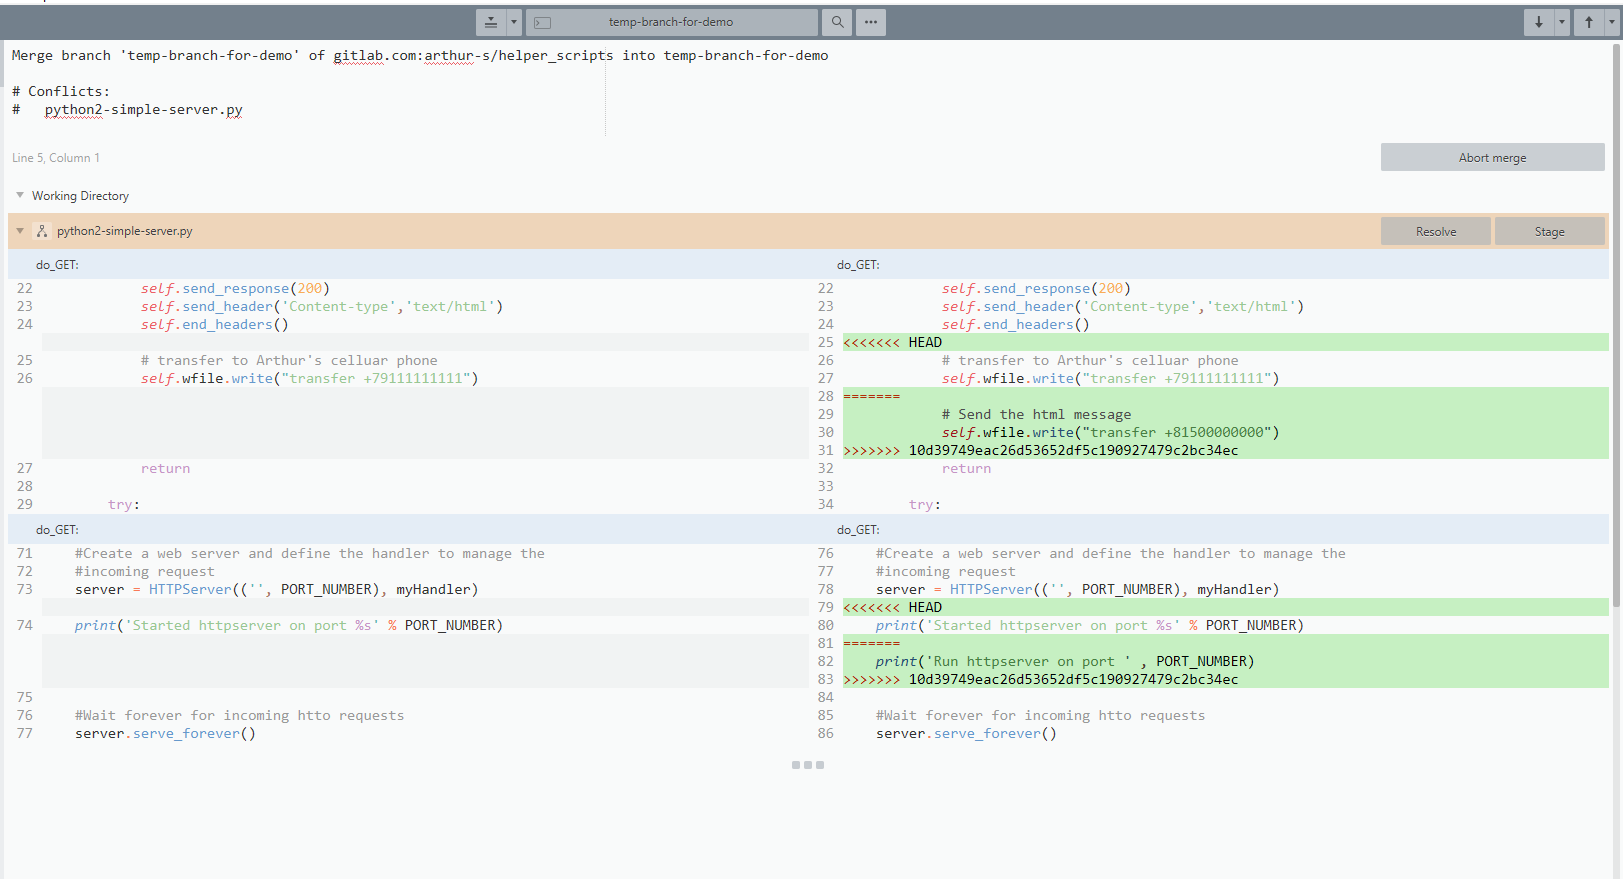 temp-branch-for-demo
Merge branch 'temp-branch-for-demo' of gitlab.com:arthur-s/helper_scripts into temp-branch-for-demo
# Conflicts:
#   python2-simple-server.py
Line 5, Column 1
Abort merge
Working Directory
python2-simple-server.py
Resolve
Stage
do_GET:
22             self.send_response(200)
23             self.send_header('Content-type','text/html')
24             self.end_headers()
25             # transfer to Arthur's celluar phone
26             self.wfile.write("transfer +79111111111")
27             return
28
29         try:
do_GET:
71     #Create a web server and define the handler to manage the
72     #incoming request
73     server = HTTPServer(('', PORT_NUMBER), myHandler)
74     print('Started httpserver on port %s' % PORT_NUMBER)
75
76     #Wait forever for incoming htto requests
77     server.serve_forever()
do_GET:
22             self.send_response(200)
23             self.send_header('Content-type','text/html')
24             self.end_headers()
25 <<<<<<< HEAD
26             # transfer to Arthur's celluar phone
27             self.wfile.write("transfer +79111111111")
28 =======
29             # Send the html message
30             self.wfile.write("transfer +81500000000")
31 >>>>>>> 10d39749eac26d53652df5c190927479c2bc34ec
32             return
33
34         try:
do_GET:
76     #Create a web server and define the handler to manage the
77     #incoming request
78     server = HTTPServer(('', PORT_NUMBER), myHandler)
79 <<<<<<< HEAD
80     print('Started httpserver on port %s' % PORT_NUMBER)
81 =======
82     print('Run httpserver on port ' , PORT_NUMBER)
83 >>>>>>> 10d39749eac26d53652df5c190927479c2bc34ec
84
85     #Wait forever for incoming htto requests
86     server.serve_forever()